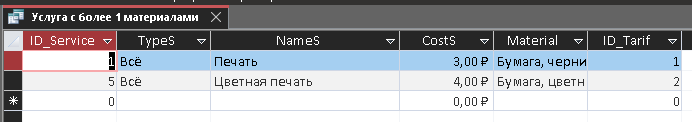 Услуга с более 1 материалами
ID_Service TypeS NameS CostS Material ID_Tarif
1 Всё Печать 3,00 ₽ Бумага, черни 1
5 Всё Цветная печать 4,00 ₽ Бумага, цветн 2
0 0,00 ₽ 0